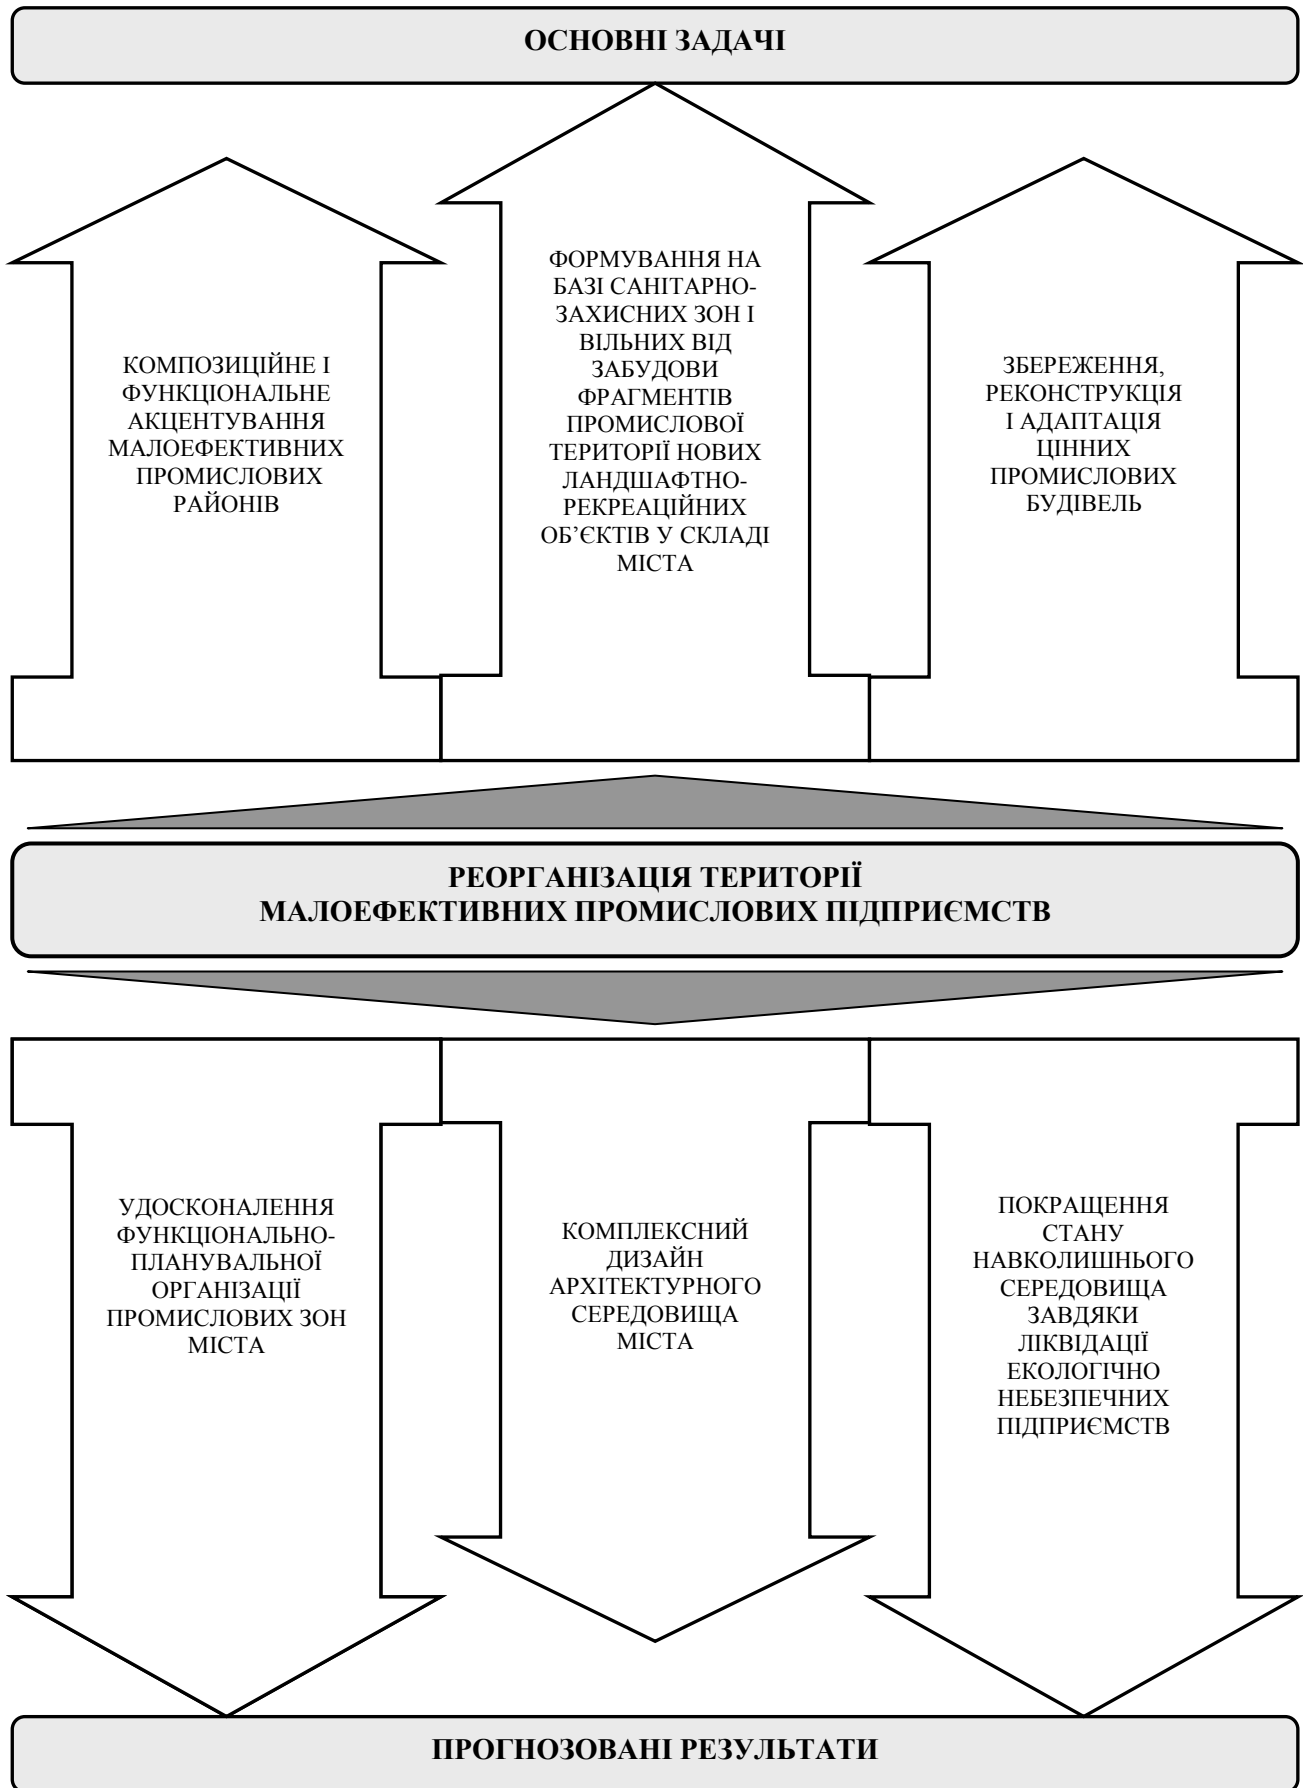 ОСНОВНІ ЗАДАЧІ
КОМПОЗИЦІЙНЕ І
ФУНКЦІОНАЛЬНЕ
АКЦЕНТУВАННЯ
МАЛОЕФЕКТИВНИХ
ПРОМИСЛОВИХ
РАЙОНІВ
ФОРМУВАННЯ НА
БАЗІ САНІТАРНО-
ЗАХИСНИХ ЗОН І
ВІЛЬНИХ ВІД
ЗАБУДОВИ
ФРАГМЕНТІВ
ПРОМИСЛОВОЇ
ТЕРИТОРІЇ НОВИХ
ЛАНДШАФТНО-
РЕКРЕАЦІЙНИХ
ОБ’ЄКТІВ У СКЛАДІ
МІСТА
ЗБЕРЕЖЕННЯ,
РЕКОНСТРУКЦІЯ
І АДАПТАЦІЯ
ЦІННИХ
ПРОМИСЛОВИХ
БУДІВЕЛЬ
РЕОРГАНІЗАЦІЯ ТЕРИТОРІЇ
МАЛОЕФЕКТИВНИХ ПРОМИСЛОВИХ ПІДПРИЄМСТВ
УДОСКОНАЛЕННЯ
ФУНКЦІОНАЛЬНО-
ПЛАНУВАЛЬНОЇ
ОРГАНІЗАЦІЇ
ПРОМИСЛОВИХ ЗОН
МІСТА
КОМПЛЕКСНИЙ
ДИЗАЙН
АРХІТЕКТУРНОГО
СЕРЕДОВИЩА
МІСТА
ПОКРАЩЕННЯ
СТАНУ
НАВКОЛИШНЬОГО
СЕРЕДОВИЩА
ЗАВДЯКИ
ЛІКВІДАЦІЇ
ЕКОЛОГІЧНО
НЕБЕЗПЕЧНИХ
ПІДПРИЄМСТВ
ПРОГНОЗОВАНІ РЕЗУЛЬТАТИ